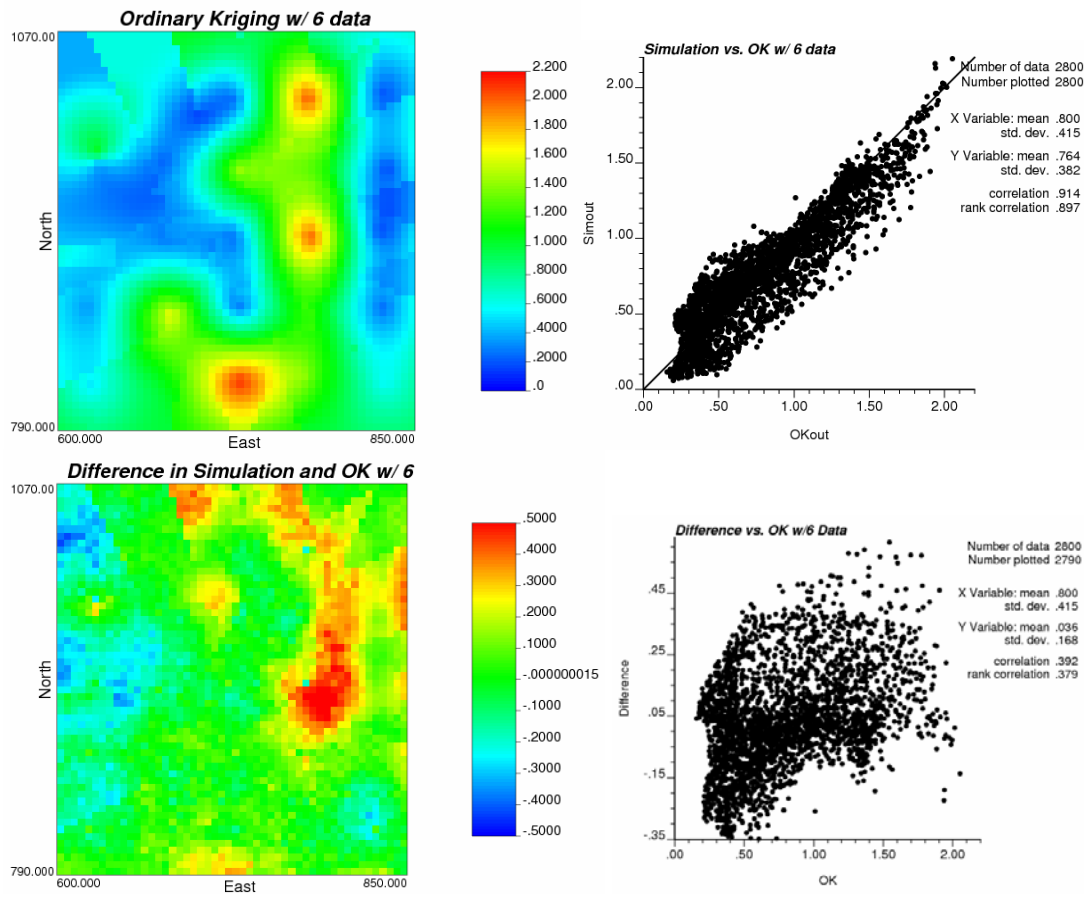 Ordinary Kriging w/ 6 data
1070.00
North
790.000
600.000
East
850.000
2.200
2.000
1.800
1.600
1.400
1.200
1.000
.8000
.6000
.4000
.2000
.0
Simulation vs. OK w/ 6 data
Simout
2.00
1.50
1.00
.50
.00
.00
.50
1.00
1.50
2.00
OKout
Number of data 2800
Number plotted 2800
X Variable: mean .800
std. dev. .415
Y Variable: mean .764
std. dev. .382
correlation .914
rank correlation .897
Difference in Simulation and OK w/ 6
1070.00
North
790.000
600.000
East
850.000
.5000
.4000
.3000
.2000
.1000
-.000000015
-.1000
-.2000
-.3000
-.4000
-.5000
Difference vs. OK w/6 Data
Difference
.45
.25
.05
-.15
-.35
.00
.50
1.00
1.50
2.00
OK
Number of data 2800
Number plotted 2790
X Variable: mean .800
std. dev. .415
Y Variable: mean .036
std. dev. .168
correlation .392
rank correlation .379